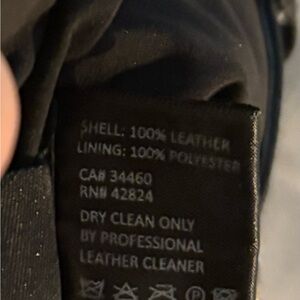 SHELL: 100% LEATHER
LINING: 100% POLYESTER
CA# 34460
RN# 42824
DRY CLEAN ONLY
BY PROFESSIONAL
LEATHER CLEANER